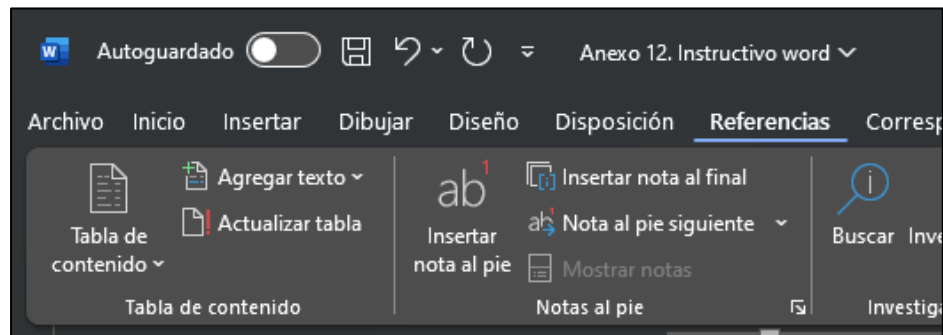 Autoguardado Anexo 12. Instructivo word
Archivo Inicio Insertar Dibujar Diseño Disposición Referencias
Tabla de contenido
Agregar texto
Actualizar tabla
Tabla de contenido
ab1
Insertar nota al pie
Insertar nota al final
Nota al pie siguiente
Mostrar notas
Notas al pie
Buscar